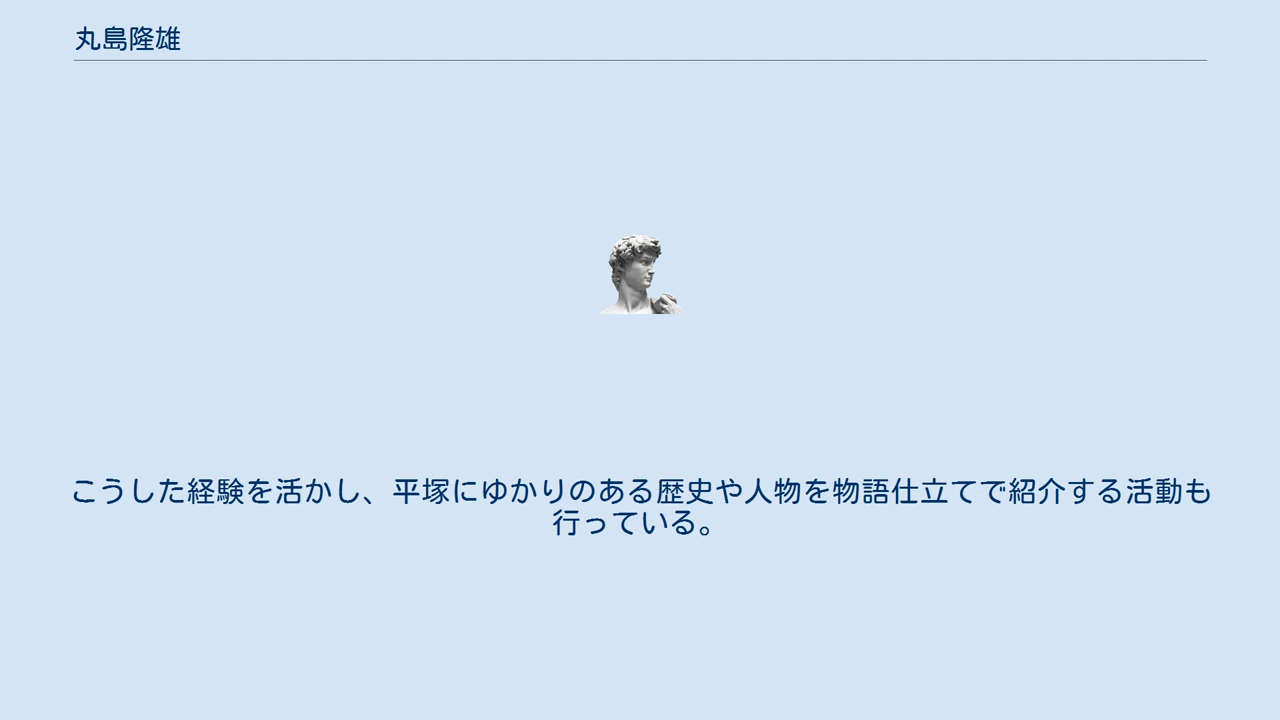 丸島隆雄
こうした経験を活かし、平塚にゆかりのある歴史や人物を物語仕立てで紹介する活動も
行っている。